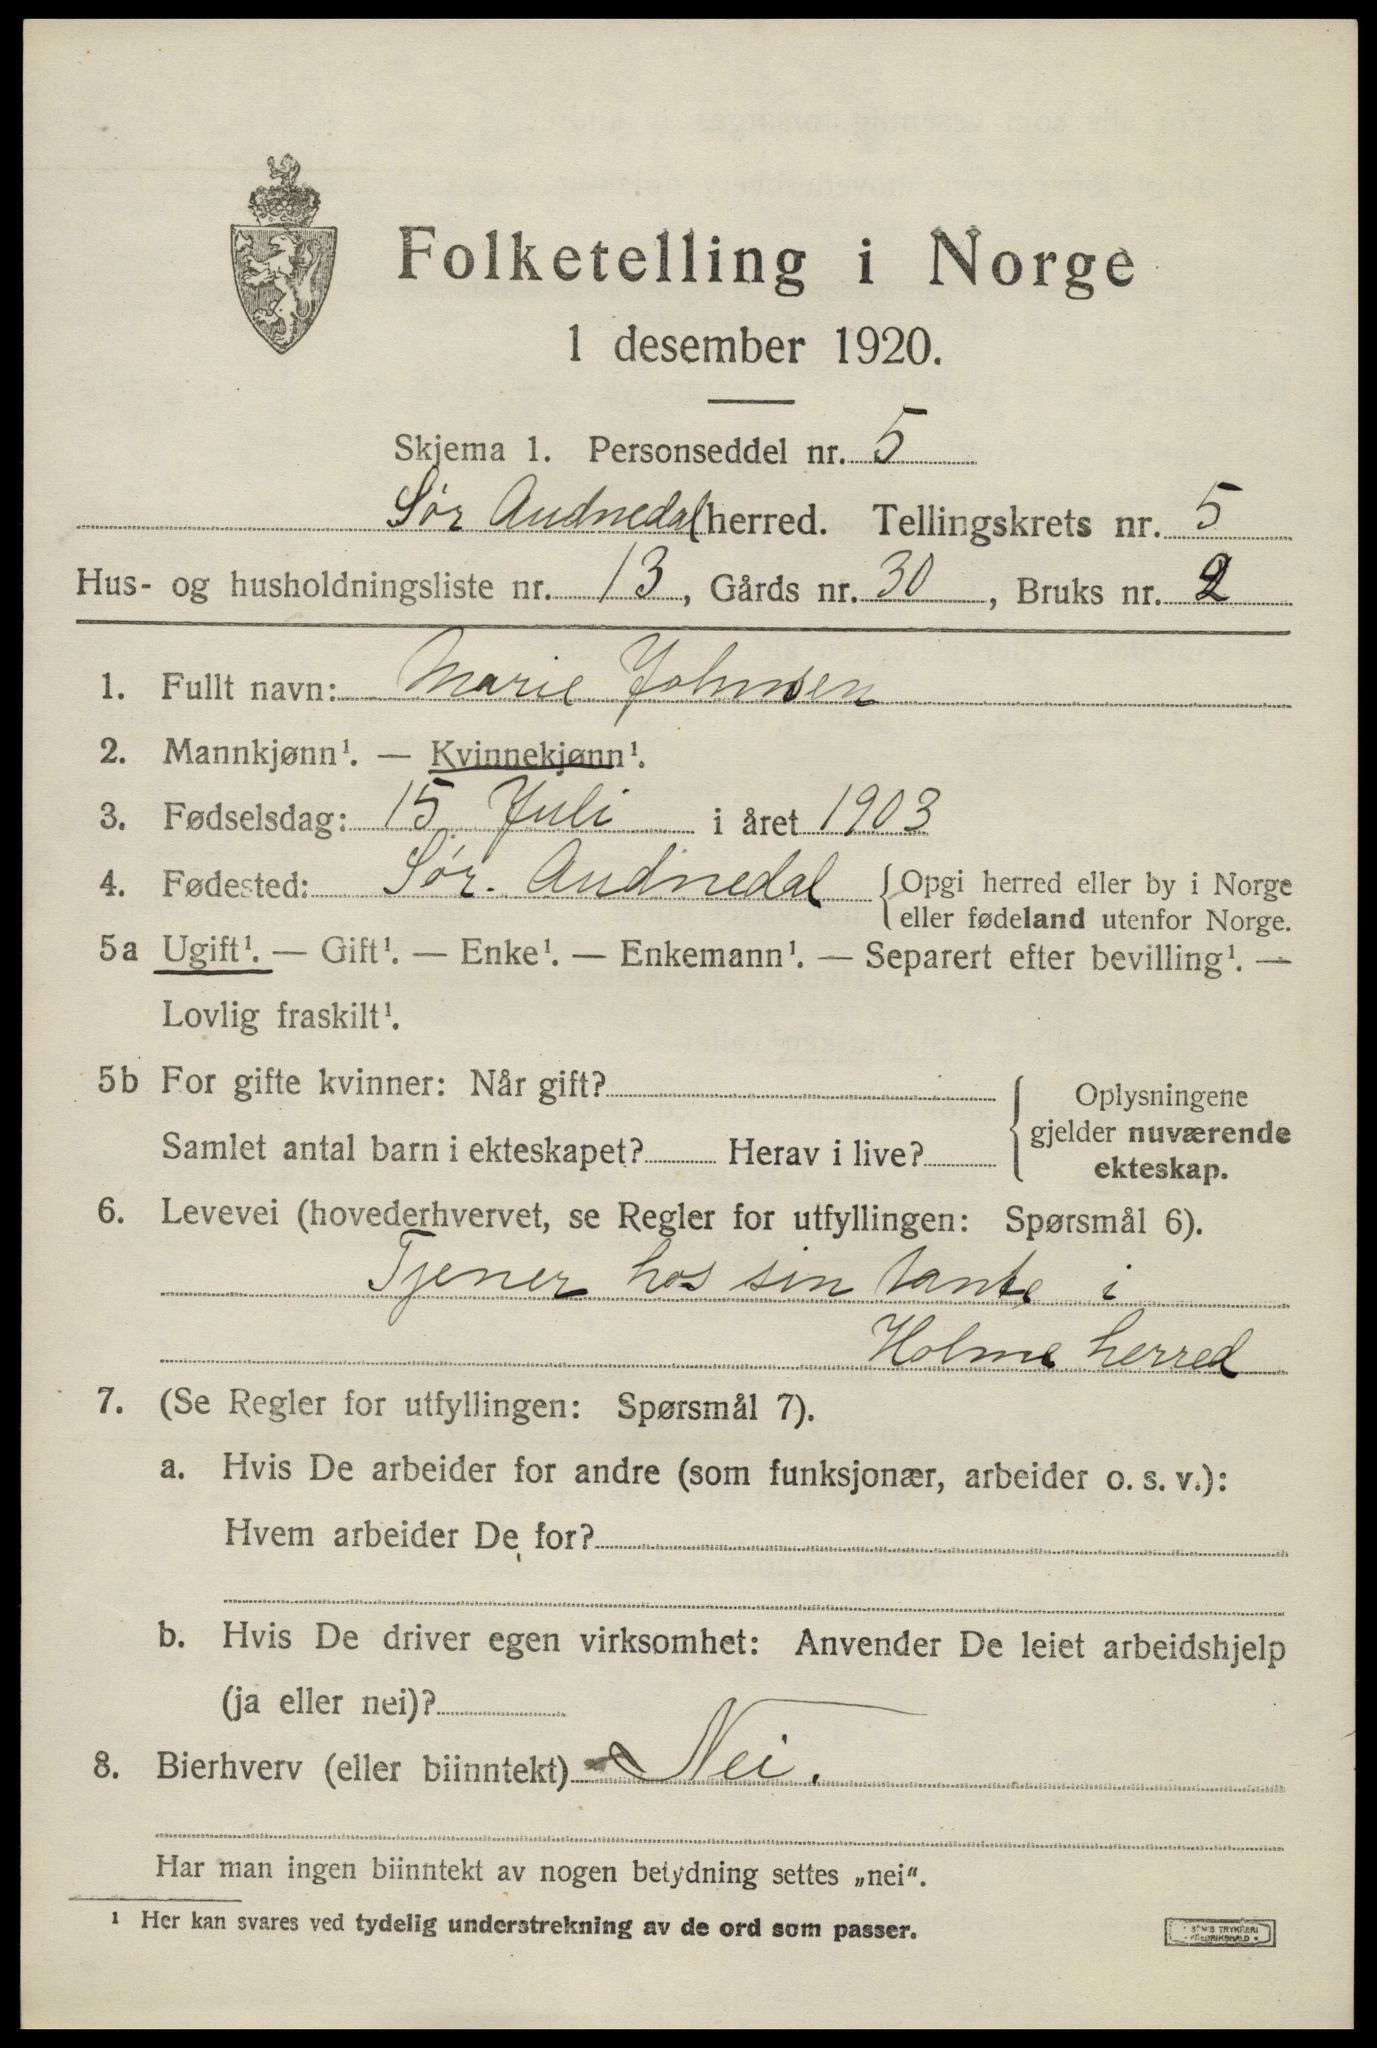 Folketelling i Norge
1 desember 1920.
Skjema 1. Personseddel nr. 5
Sør Audnedal herred. Tellingskrets nr. 5
Hus- og husholdningsliste nr. 13, Gårds nr. 30, Bruks nr. 2
1. Fullt navn: Marie Johnsen
2. Mannkjønn¹. — Kvinnekjønn¹.
3. Fødselsdag: 15 Juli i året 1903
4. Fødested: Sør. Audnedal {Opgi herred eller by i Norge
eller fødeland utenfor Norge.
5a Ugift¹. — Gift¹. — Enke¹. — Enkemann¹. — Separert efter bevilling¹. —
Lovlig fraskilt¹.
5b For gifte kvinner: Når gift?
Samlet antal barn i ekteskapet? Herav i live?
Oplysningene
gjelder nuværende
ekteskap.
6. Levevei (hovederhvervet, se Regler for utfyllingen: Spørsmål 6).
Tjener hos sin tante i
Holme herred
7. (Se Regler for utfyllingen: Spørsmål 7).
a. Hvis De arbeider for andre (som funksjonær, arbeider o. s. v.):
Hvem arbeider De for?
b. Hvis De driver egen virksomhet: Anvender De leiet arbeidshjelp
(ja eller nei)?
8. Bierhverv (eller biinntekt) Nei.
Har man ingen biinntekt av nogen betydning settes „nei“.
¹ Her kan svares ved tydelig understrekning av de ord som passer.
TRYKKERI